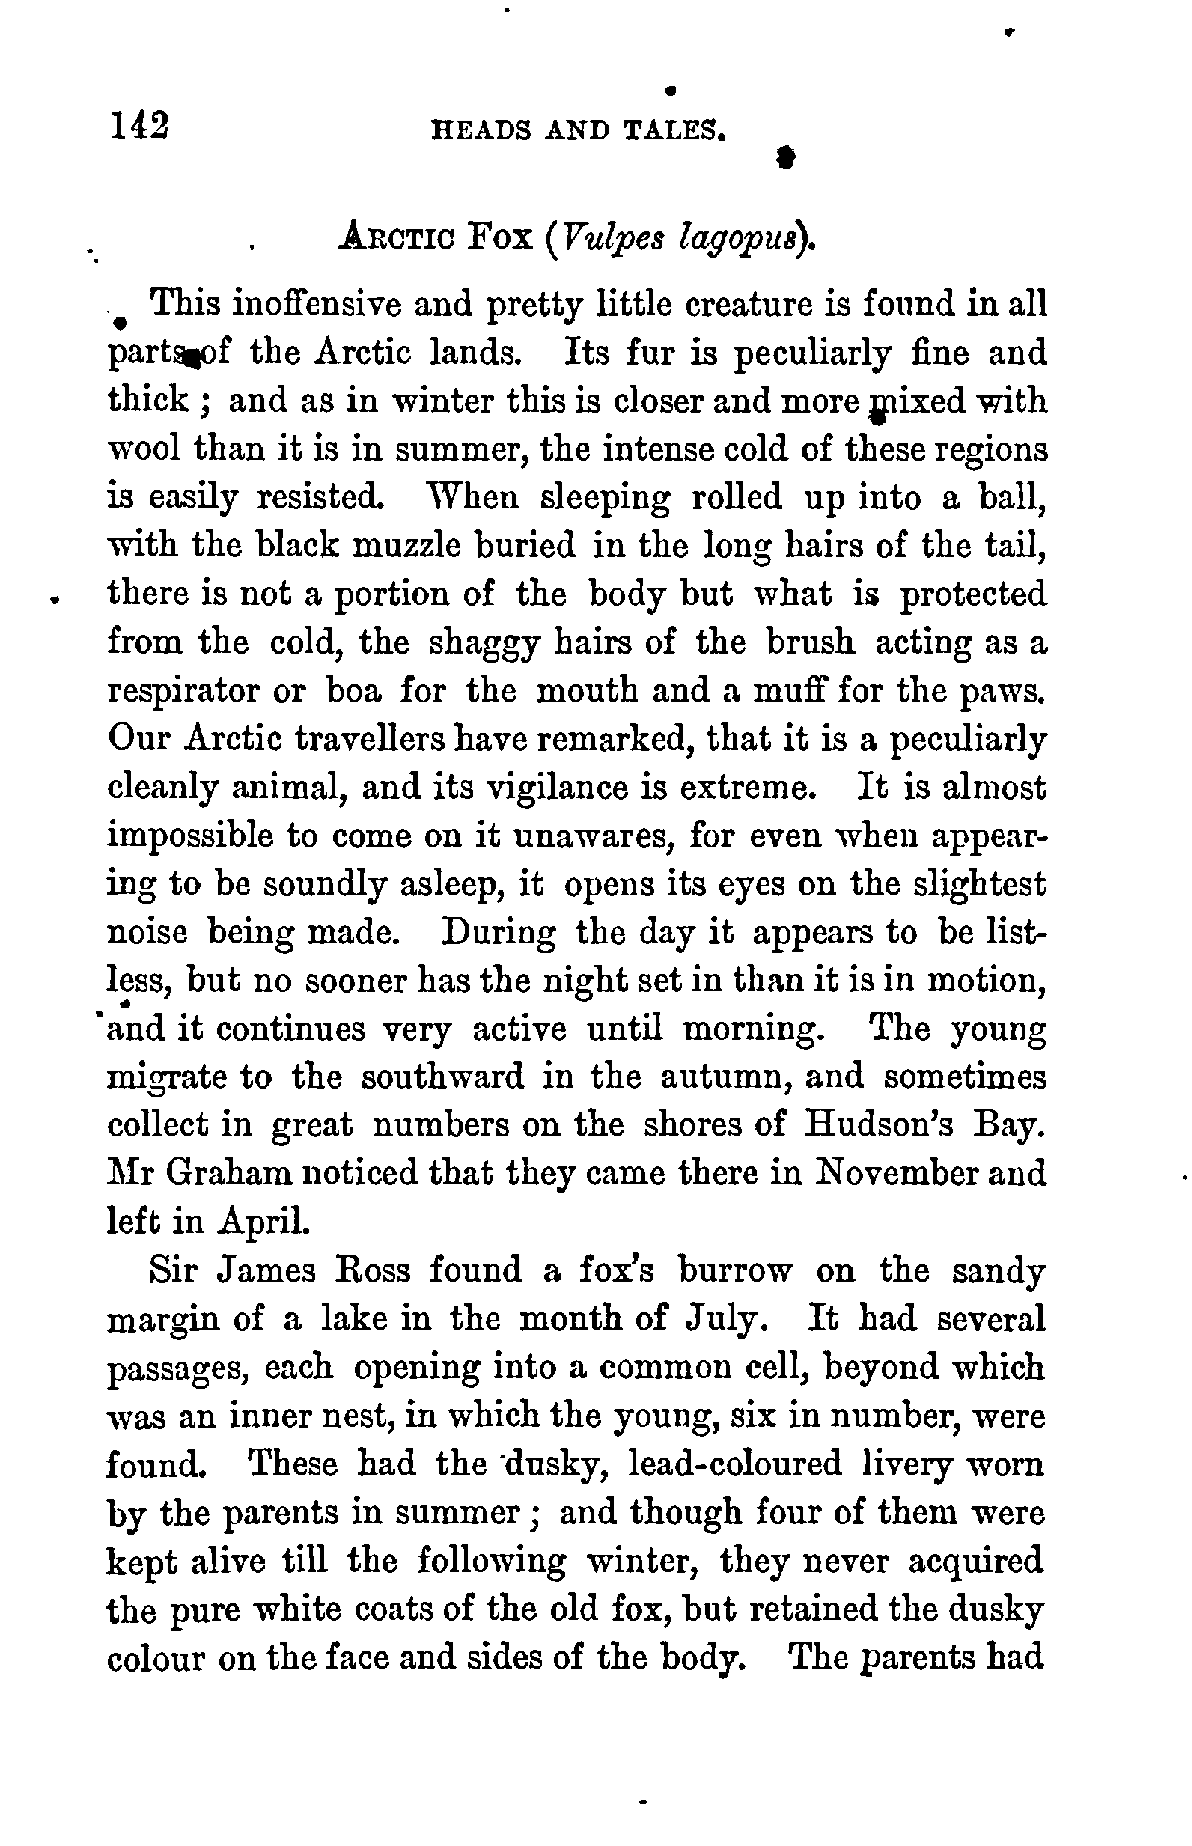 142 HEADS AND TALES.
ARCTIC FOX (Vulpes lagopus).
This inoffensive and pretty little creature is found in all
parts of the Arctic lands. Its fur is peculiarly fine and
thick ; and as in winter this is closer and more mixed with
wool than it is in summer, the intense cold of these regions
is easily resisted. When sleeping rolled up into a ball,
with the black muzzle buried in the long hairs of the tail,
there is not a portion of the body but what is protected
from the cold, the shaggy hairs of the brush acting as a
respirator or boa for the mouth and a muff for the paws.
Our Arctic travellers have remarked, that it is a peculiarly
cleanly animal, and its vigilance is extreme. It is almost
impossible to come on it unawares, for even when appear-
ing to be soundly asleep, it opens its eyes on the slightest
noise being made. During the day it appears to be list-
less, but no sooner has the night set in than it is in motion,
and it continues very active until morning. The young
migrate to the southward in the autumn, and sometimes
collect in great numbers on the shores of Hudson's Bay.
Mr Graham noticed that they came there in November and
left in April.
Sir James Ross found a fox's burrow on the sandy
margin of a lake in the month of July. It had several
passages, each opening into a common cell, beyond which
was an inner nest, in which the young, six in number, were
found. These had the dusky, lead-coloured livery worn
by the parents in summer ; and though four of them were
kept alive till the following winter, they never acquired
the pure white coats of the old fox, but retained the dusky
colour on the face and sides of the body. The parents had